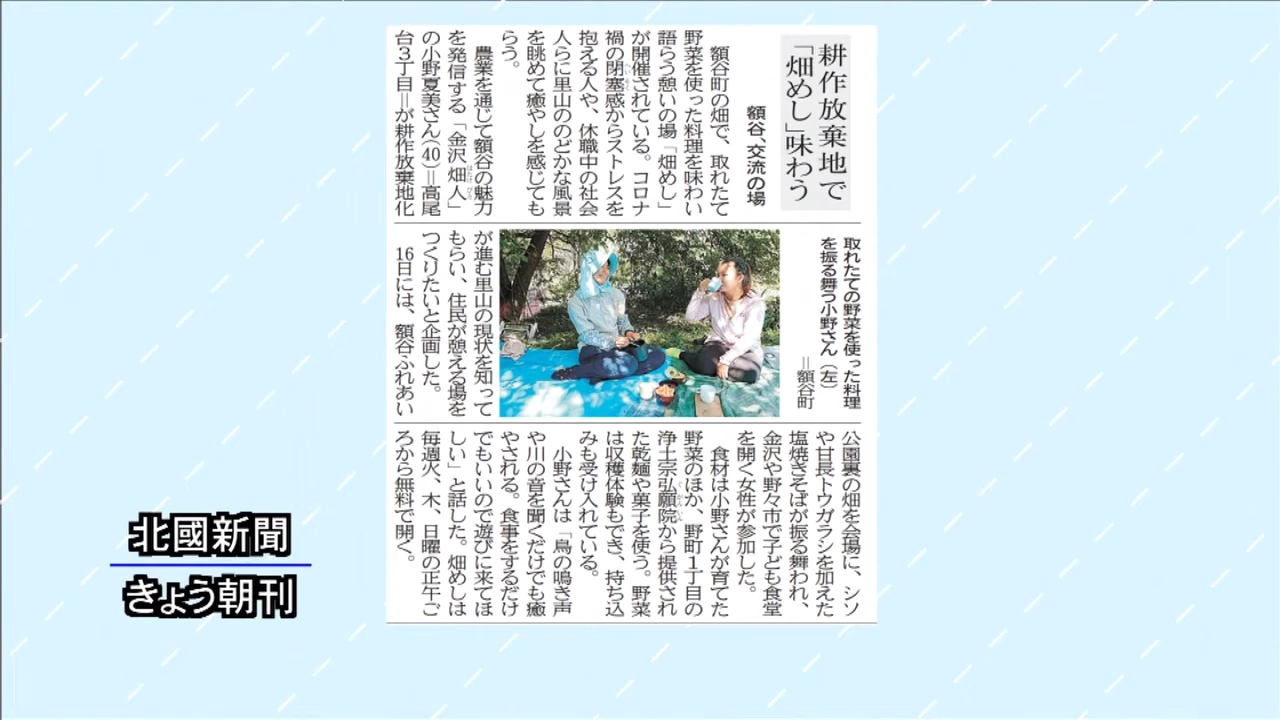 耕作放棄地で
「畑めし」味わう
額谷、交流の場
額谷町の畑で、取れたて
野菜を使った料理を味わい
語らう憩いの場「畑めし」
が開催されている。コロナ
禍の閉塞感からストレスを
抱える人や、休職中の社会
人らに里山ののどかな風景
を眺めて癒やしを感じても
らう。
農業を通じて額谷の魅力
を発信する「金沢畑人」
の小野夏美さん(40)＝高尾
台3丁目＝が耕作放棄地化
取れたての野菜を使った料理
を振る舞う小野さん（左）
＝額谷町
が進む里山の現状を知って
もらい、住民が憩える場を
つくりたいと企画した。
16日には、額谷ふれあい
公園裏の畑を会場に、シソ
や甘長トウガラシを加えた
塩焼きそばが振る舞われ、
金沢や野々市で子ども食堂
を開く女性が参加した。
食材は小野さんが育てた
野菜のほか、野町1丁目の
浄土宗弘願院から提供され
た乾麺や菓子を使う。野菜
は収穫体験もでき、持ち込
みも受け入れている。
小野さんは「鳥の鳴き声
や川の音を聞くだけでも癒
やされる。食事をするだけ
でもいいので遊びに来てほ
しい」と話した。畑めしは
毎週火、木、日曜の正午ご
ろから無料で開く。
北國新聞
きょう朝刊